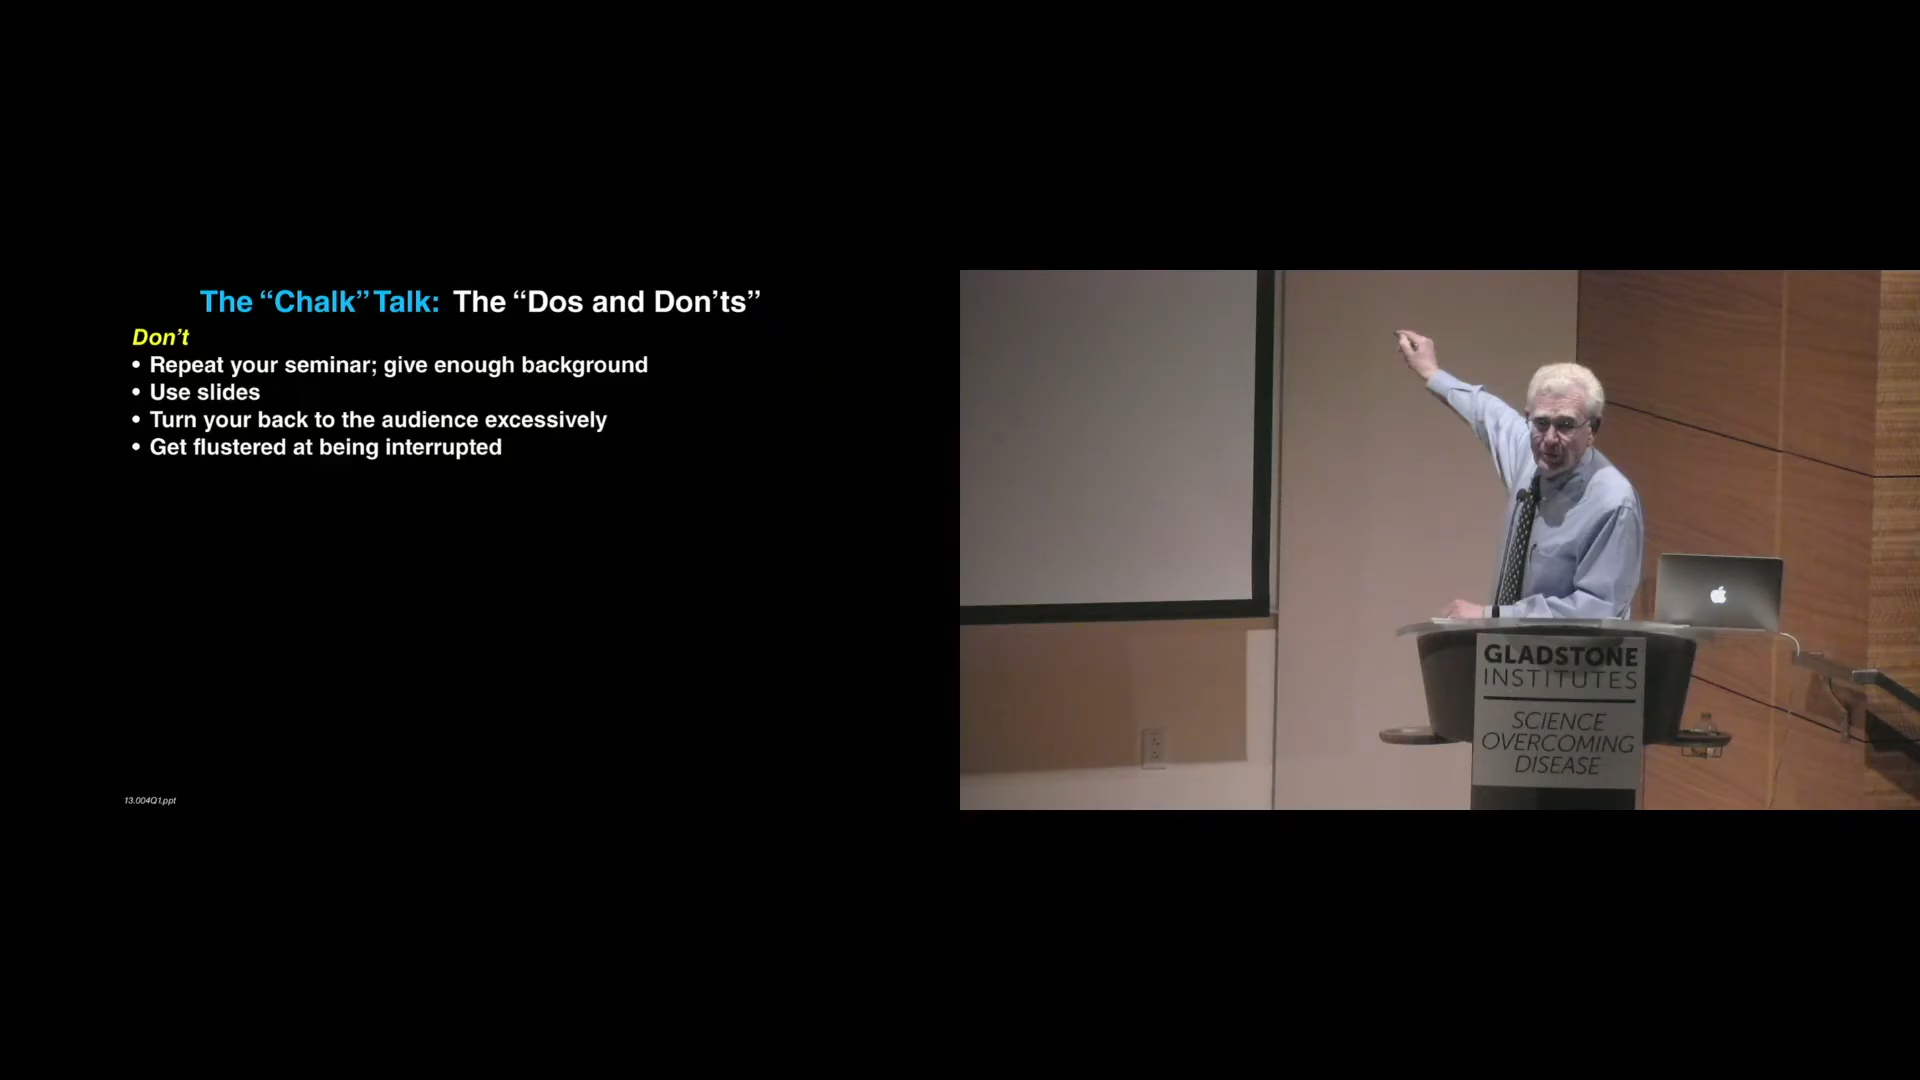 The “Chalk” Talk: The “Dos and Don’ts”
Don’t
• Repeat your seminar; give enough background
• Use slides
• Turn your back to the audience excessively
• Get flustered at being interrupted
13.004Q1.ppt
GLADSTONE
INSTITUTES
SCIENCE
OVERCOMING
DISEASE